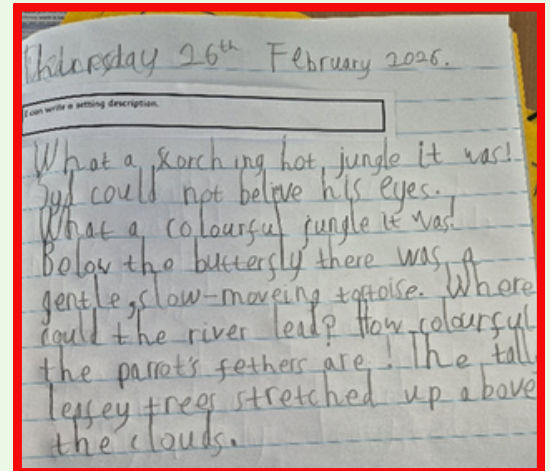 Thursday 26th February 2026.
I can write a setting description.
What a skorching hot jungle it was!
Syd could not belive his eyes.
What a colourful jungle it was!
Below the butterfly there was a
gentle, slow-moveing tortoise. Where
could the river lead? How colourful
the parrot's fethers are! The tall
leafey trees stretched up above
the clouds.